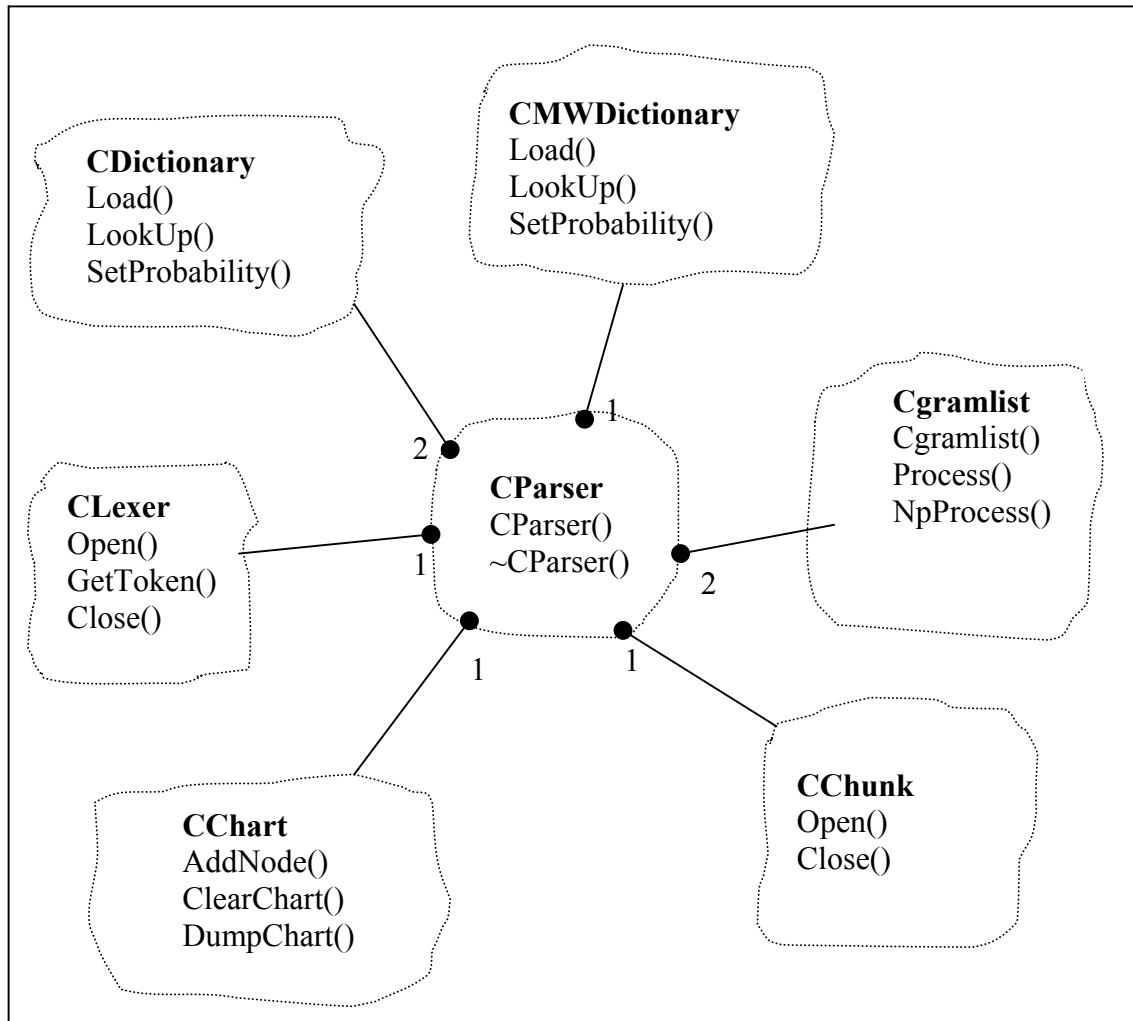 CMWDictionary
Load()
LookUp()
SetProbability()
CDictionary
Load()
LookUp()
SetProbability()
Cgramlist
Cgramlist()
Process()
NpProcess()
1
2
CParser
CParser()
~CParser()
CLexer
Open()
GetToken()
Close()
1
2
1
1
CChunk
Open()
Close()
CChart
AddNode()
ClearChart()
DumpChart()